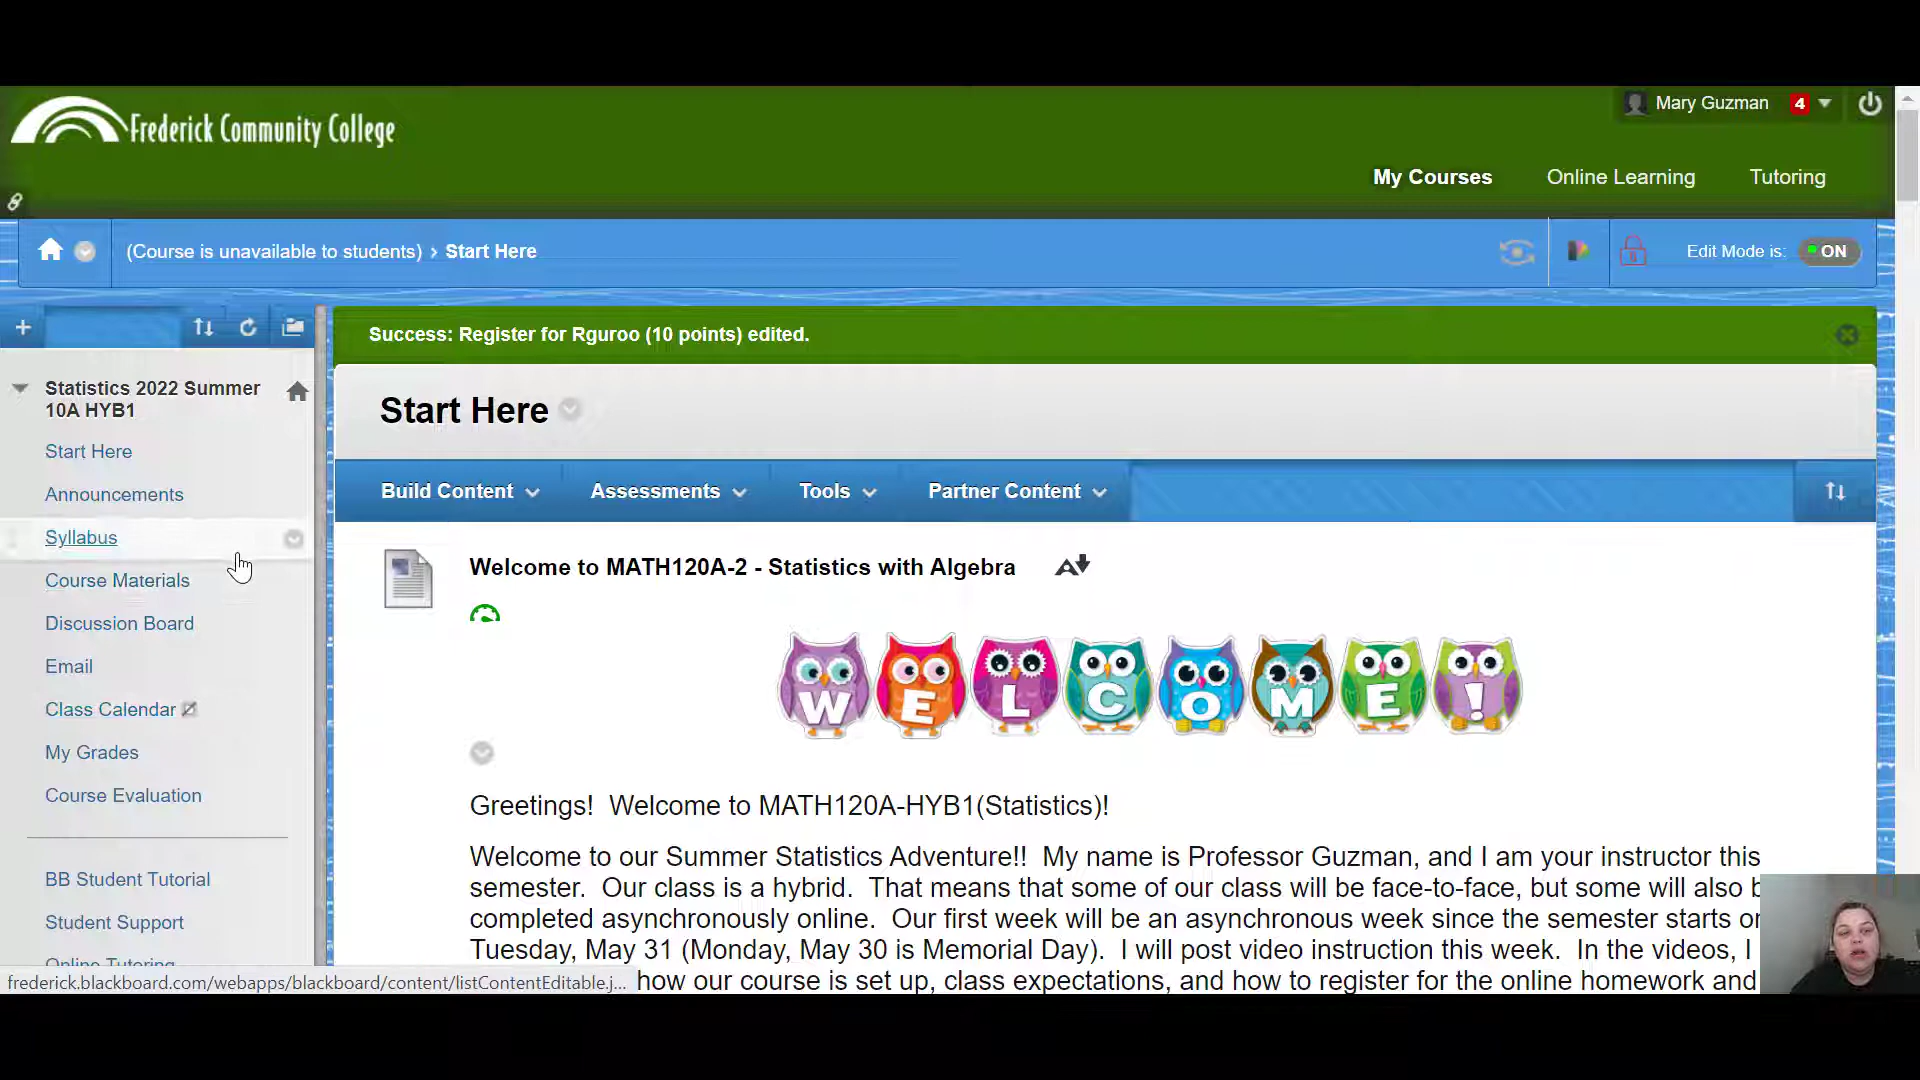 Frederick Community College
Mary Guzman 4
My Courses Online Learning Tutoring
(Course is unavailable to students) › Start Here
Edit Mode is: ON
Success: Register for Rguroo (10 points) edited.
Statistics 2022 Summer
10A HYB1
Start Here
Announcements
Syllabus
Course Materials
Discussion Board
Email
Class Calendar
My Grades
Course Evaluation
BB Student Tutorial
Student Support
Online Tutoring
frederick.blackboard.com/webapps/blackboard/content/listContentEditable.j...
Start Here
Build Content Assessments Tools Partner Content
Welcome to MATH120A-2 - Statistics with Algebra
WELCOME!
Greetings!  Welcome to MATH120A-HYB1(Statistics)!
Welcome to our Summer Statistics Adventure!!  My name is Professor Guzman, and I am your instructor this
semester.  Our class is a hybrid.  That means that some of our class will be face-to-face, but some will also
completed asynchronously online.  Our first week will be an asynchronous week since the semester starts
Tuesday, May 31 (Monday, May 30 is Memorial Day).  I will post video instruction this week.  In the videos, I
how our course is set up, class expectations, and how to register for the online homework and